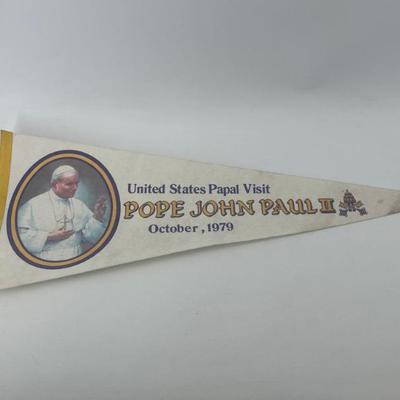 United States Papal Visit
POPE JOHN PAUL II
October, 1979